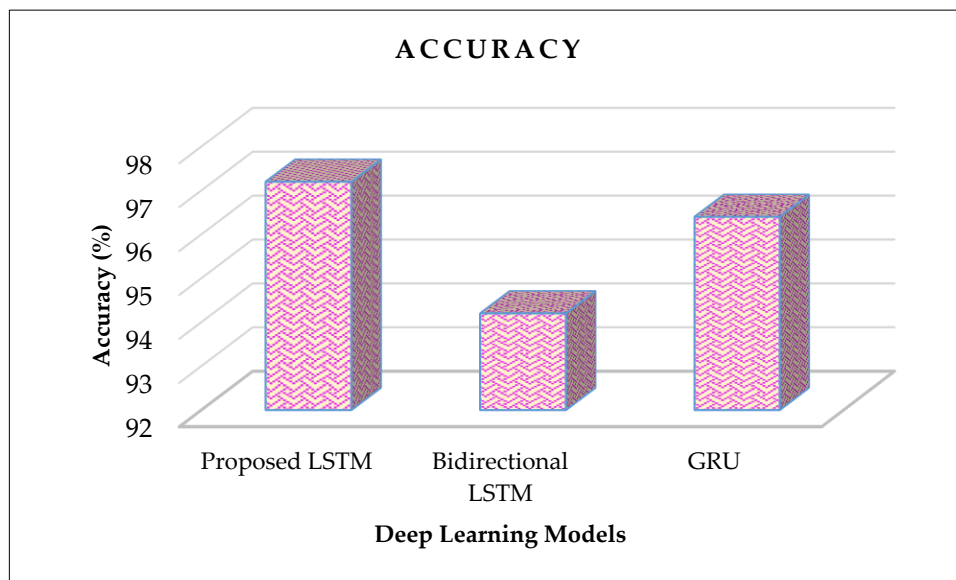 ACCURACY
98
97
96
95
94
93
92
Accuracy (%)
Proposed LSTM
Bidirectional
LSTM
GRU
Deep Learning Models